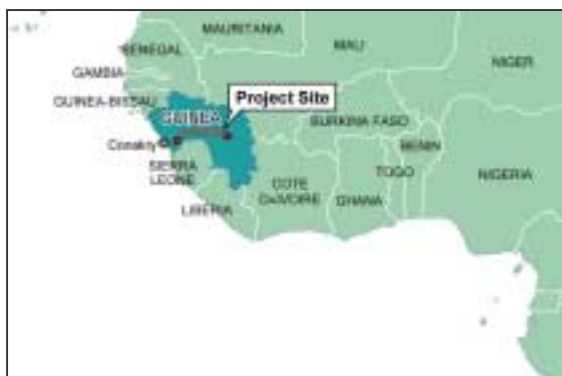 MAURITANIA
MALI
NIGER
SENEGAL
GAMBIA
GUINEA-BISSAU
Project Site
GUINEA
BURKINA FASO
Conakry
BENIN
SIERRA
LEONE
TOGO
NIGERIA
COTE
D'IVOIRE
GHANA
LIBERIA